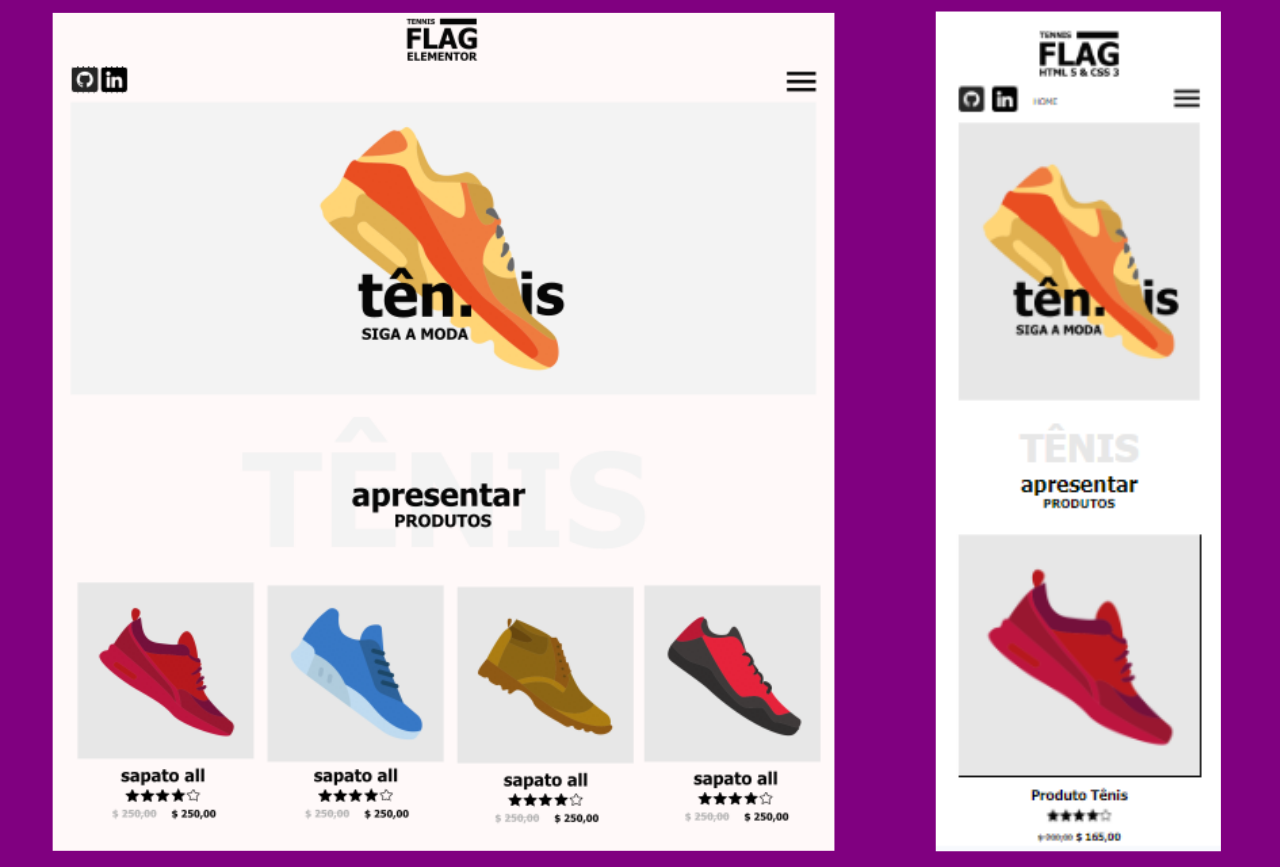 TENNIS
FLAG
ELEMENTOR
in
tên. is
SIGA A MODA
TÊNIS
apresentar
PRODUTOS
sapato all
$ 250,00 $ 250,00
sapato all
$ 250,00 $ 250,00
sapato all
$ 250,00 $ 250,00
sapato all
$ 250,00 $ 250,00
TENNIS
FLAG
HTML 5 & CSS 3
in
HOME
tên. is
SIGA A MODA
TÊNIS
apresentar
PRODUTOS
Produto Tênis
$ 165,00